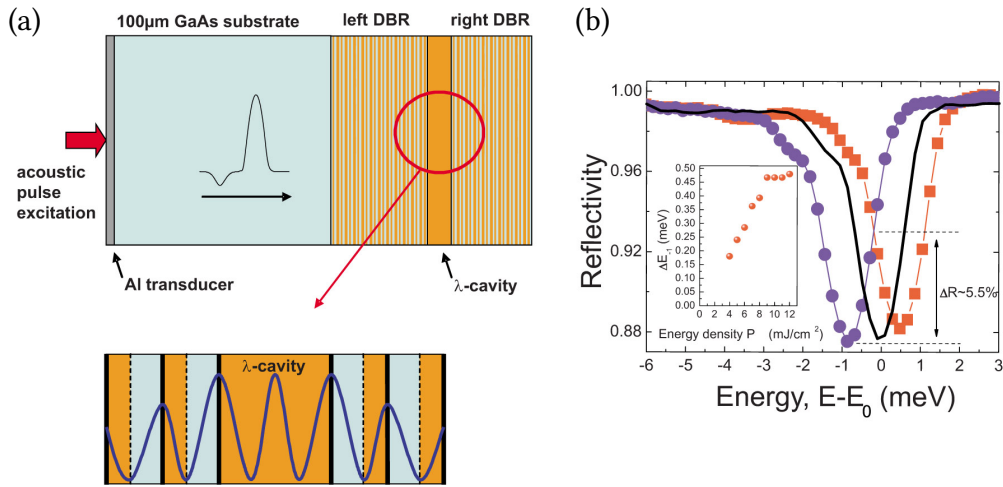 (a)
100µm GaAs substrate
left DBR
right DBR
acoustic
pulse
excitation
Al transducer
λ-cavity
λ-cavity
(b)
Reflectivity
1.00
0.96
0.92
0.88
-6 -5 -4 -3 -2 -1 0 1 2 3
Energy, E-E₀ (meV)
ΔR~5.5%
ΔE₋₁ (meV)
0.50
0.45
0.40
0.35
0.30
0.25
0.20
0.15
0.10
0.05
0.00
0 2 4 6 8 10 12
Energy density P (mJ/cm²)